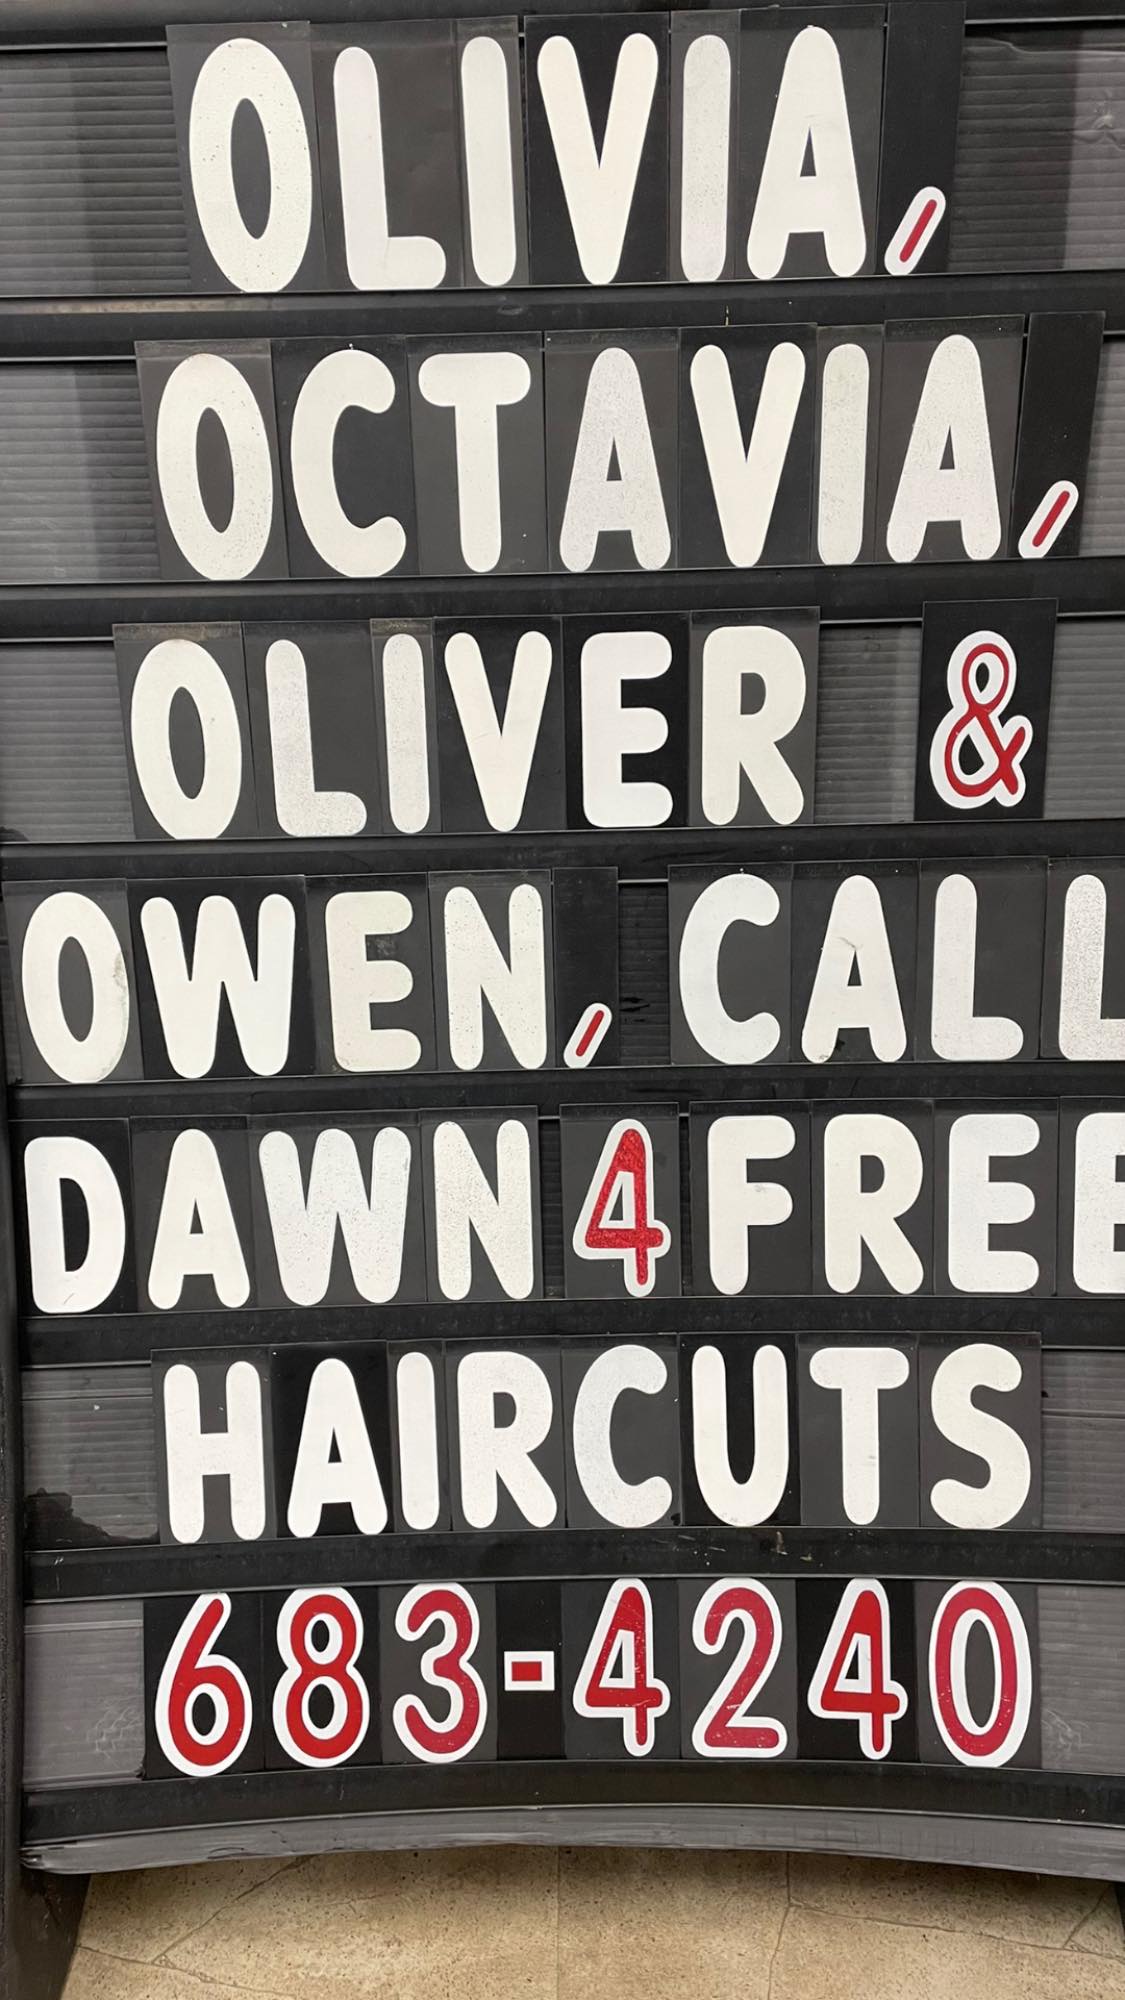 OLIVIA,
OCTAVIA,
OLIVER &
OWEN, CALL
DAWN 4 FREE
HAIRCUTS
683-4240